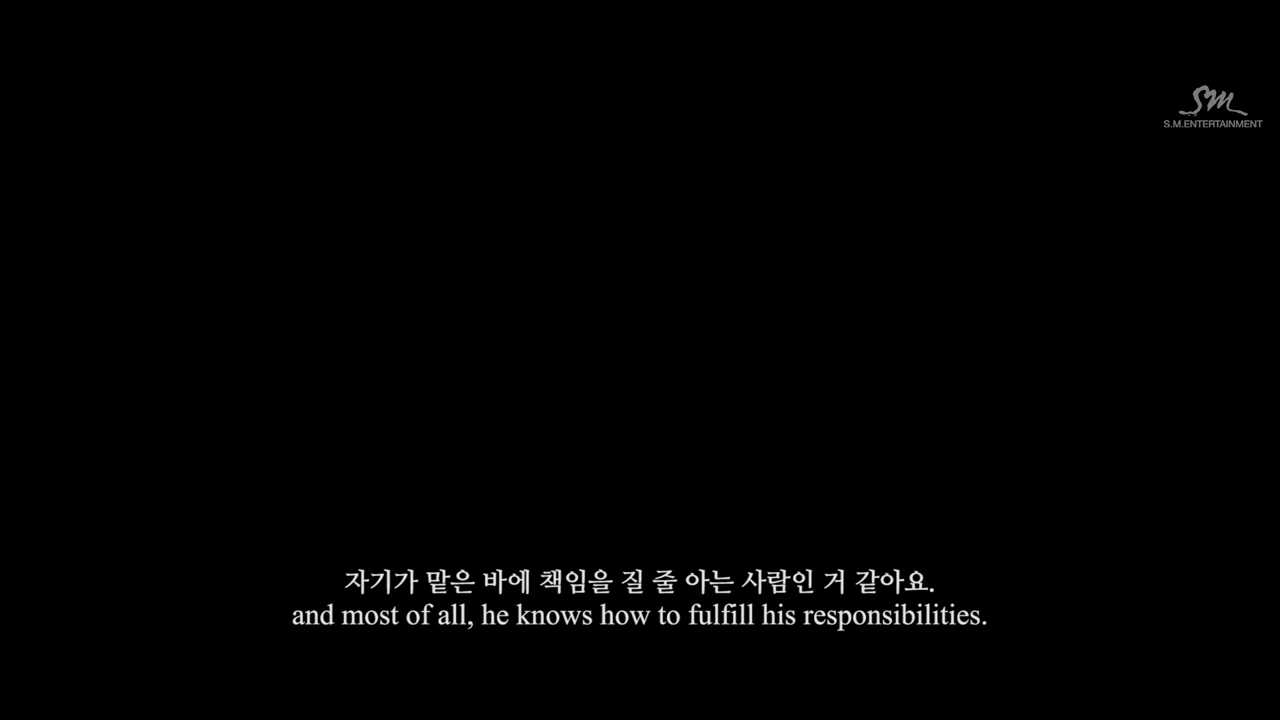 SM
S.M.ENTERTAINMENT
자기가 맡은 바에 책임을 질 줄 아는 사람인 거 같아요.
and most of all, he knows how to fulfill his responsibilities.